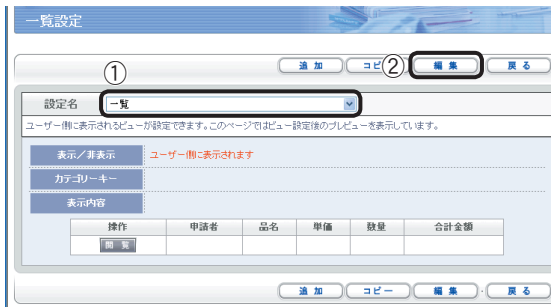 一覧設定
① ②
追 加 コピー 編 集 戻 る
設定名 一覧
ユーザー側に表示されるビューが設定できます。このページではビュー設定後のプレビューを表示しています。
表示／非表示 ユーザー側に表示されます
カテゴリーキー
表示内容
操作 申請者 品名 単価 数量 合計金額
閲 覧
追 加 コピー 編 集 戻 る